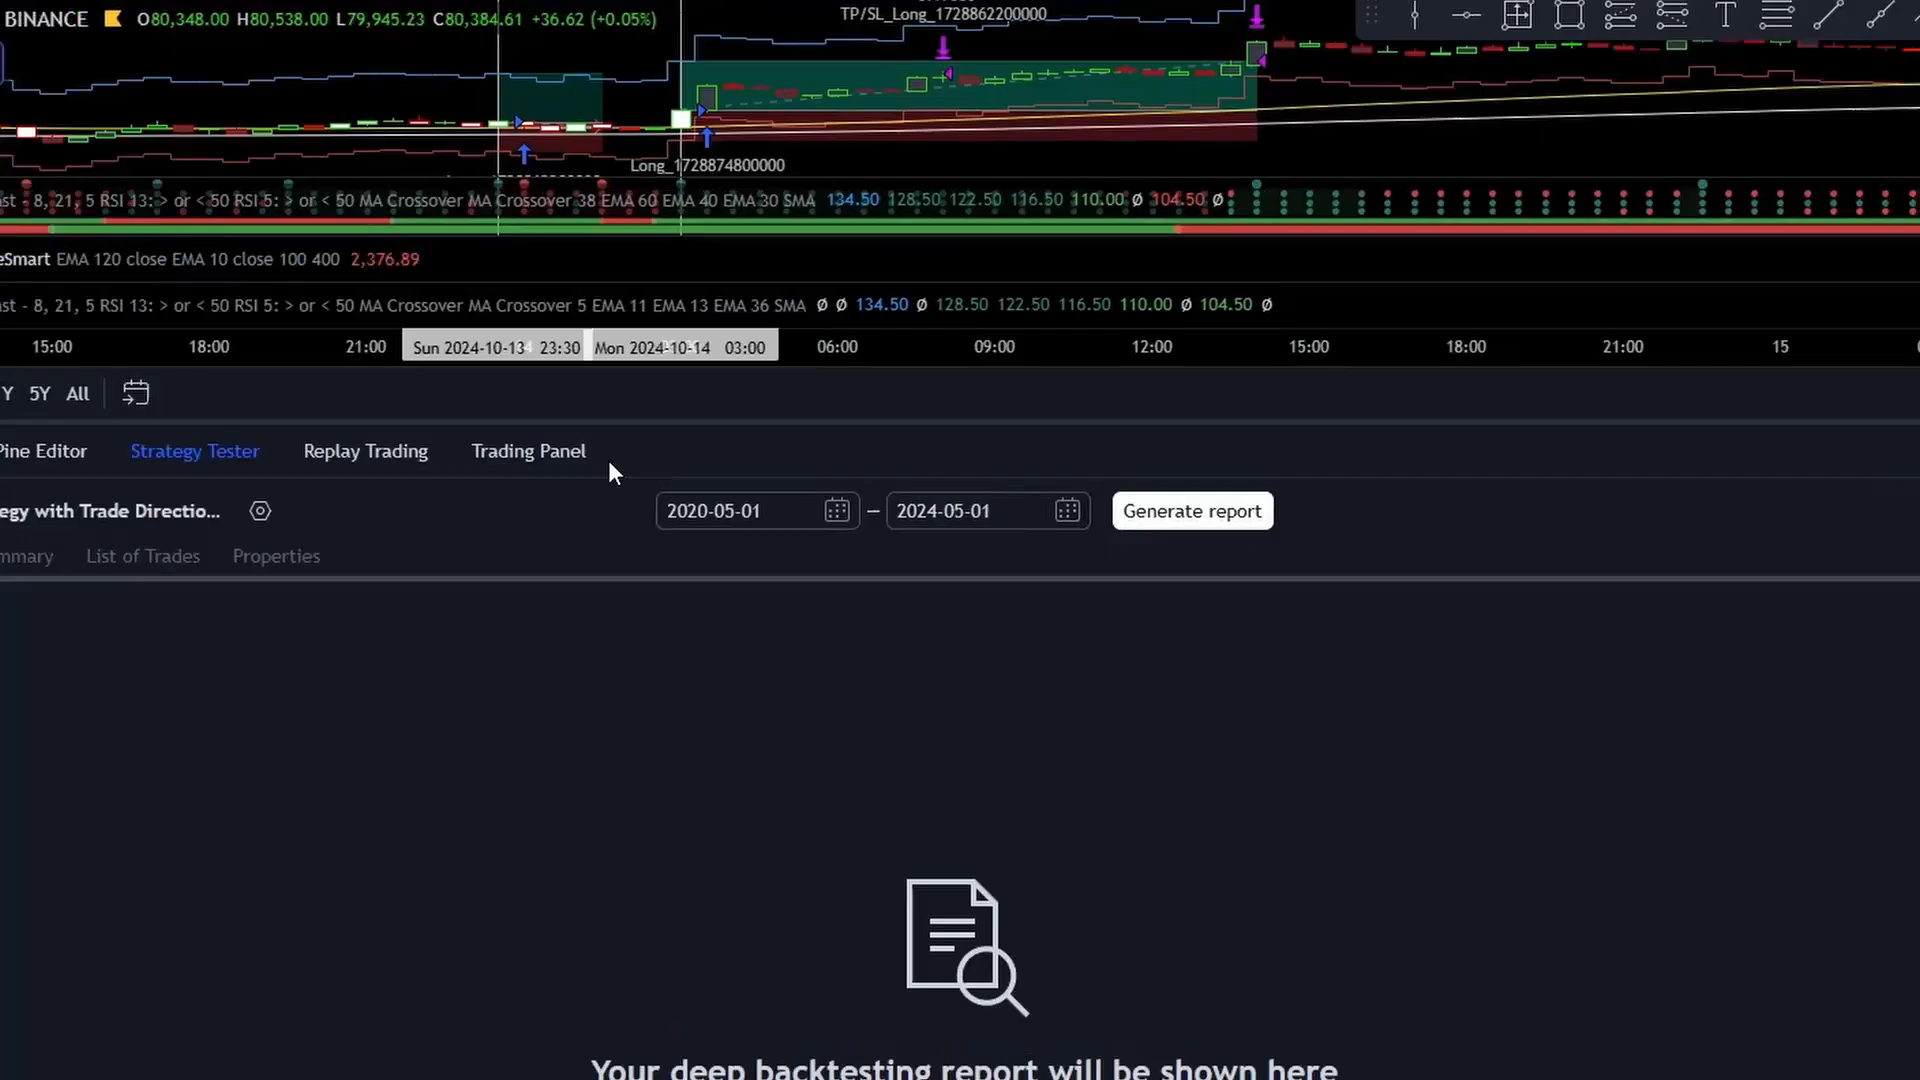 BINANCE O80,348.00 H80,538.00 L79,945.23 C80,384.61 +36.62 (+0.05%)
TP/SL_Long_1728862200000
T
Long_1728874800000
st - 8, 21, 5 RSI 13: > or < 50 RSI 5: > or < 50 MA Crossover MA Crossover 38 EMA 60 EMA 40 EMA 30 SMA 134.50 128.50 122.50 116.50 110.00 Ø 104.50 Ø
eSmart EMA 120 close EMA 10 close 100 400 2,376.89
st - 8, 21, 5 RSI 13: > or < 50 RSI 5: > or < 50 MA Crossover MA Crossover 5 EMA 11 EMA 13 EMA 36 SMA Ø Ø 134.50 Ø 128.50 122.50 116.50 110.00 Ø 104.50 Ø
15:00 18:00 21:00 Sun 2024-10-13 23:30 Mon 2024-10-14 03:00 06:00 09:00 12:00 15:00 18:00 21:00 15
Y 5Y All
Pine Editor Strategy Tester Replay Trading Trading Panel
egy with Trade Directio... 2020-05-01 — 2024-05-01 Generate report
mmary List of Trades Properties
Your deep backtesting report will be shown here